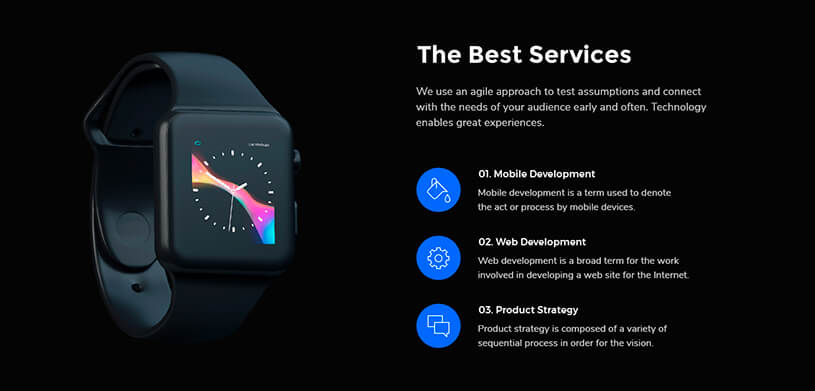 The Best Services
We use an agile approach to test assumptions and connect
with the needs of your audience early and often. Technology
enables great experiences.
01. Mobile Development
Mobile development is a term used to denote
the act or process by mobile devices.
02. Web Development
Web development is a broad term for the work
involved in developing a web site for the Internet.
03. Product Strategy
Product strategy is composed of a variety of
sequential process in order for the vision.